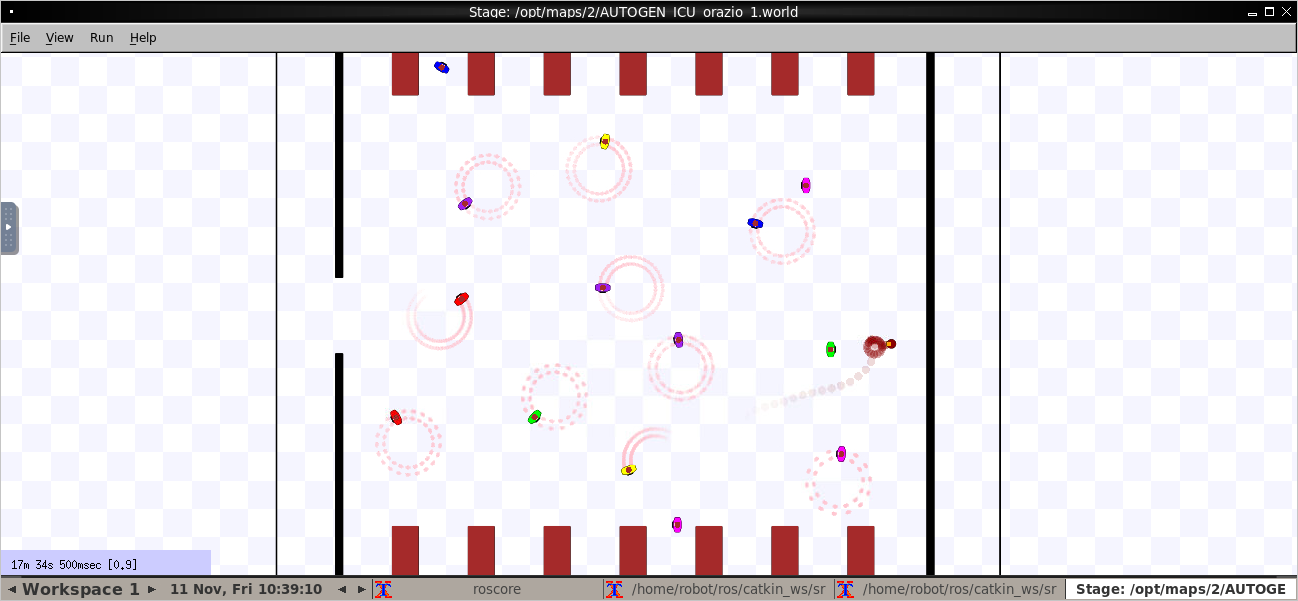 Stage: /opt/maps/2/AUTOGEN_ICU_orazio_1.world
File View Run Help
17m 34s 500msec [0.9]
Workspace 1 11 Nov, Fri 10:39:10 roscore /home/robot/ros/catkin_ws/sr /home/robot/ros/catkin_ws/sr Stage: /opt/maps/2/AUTOGE